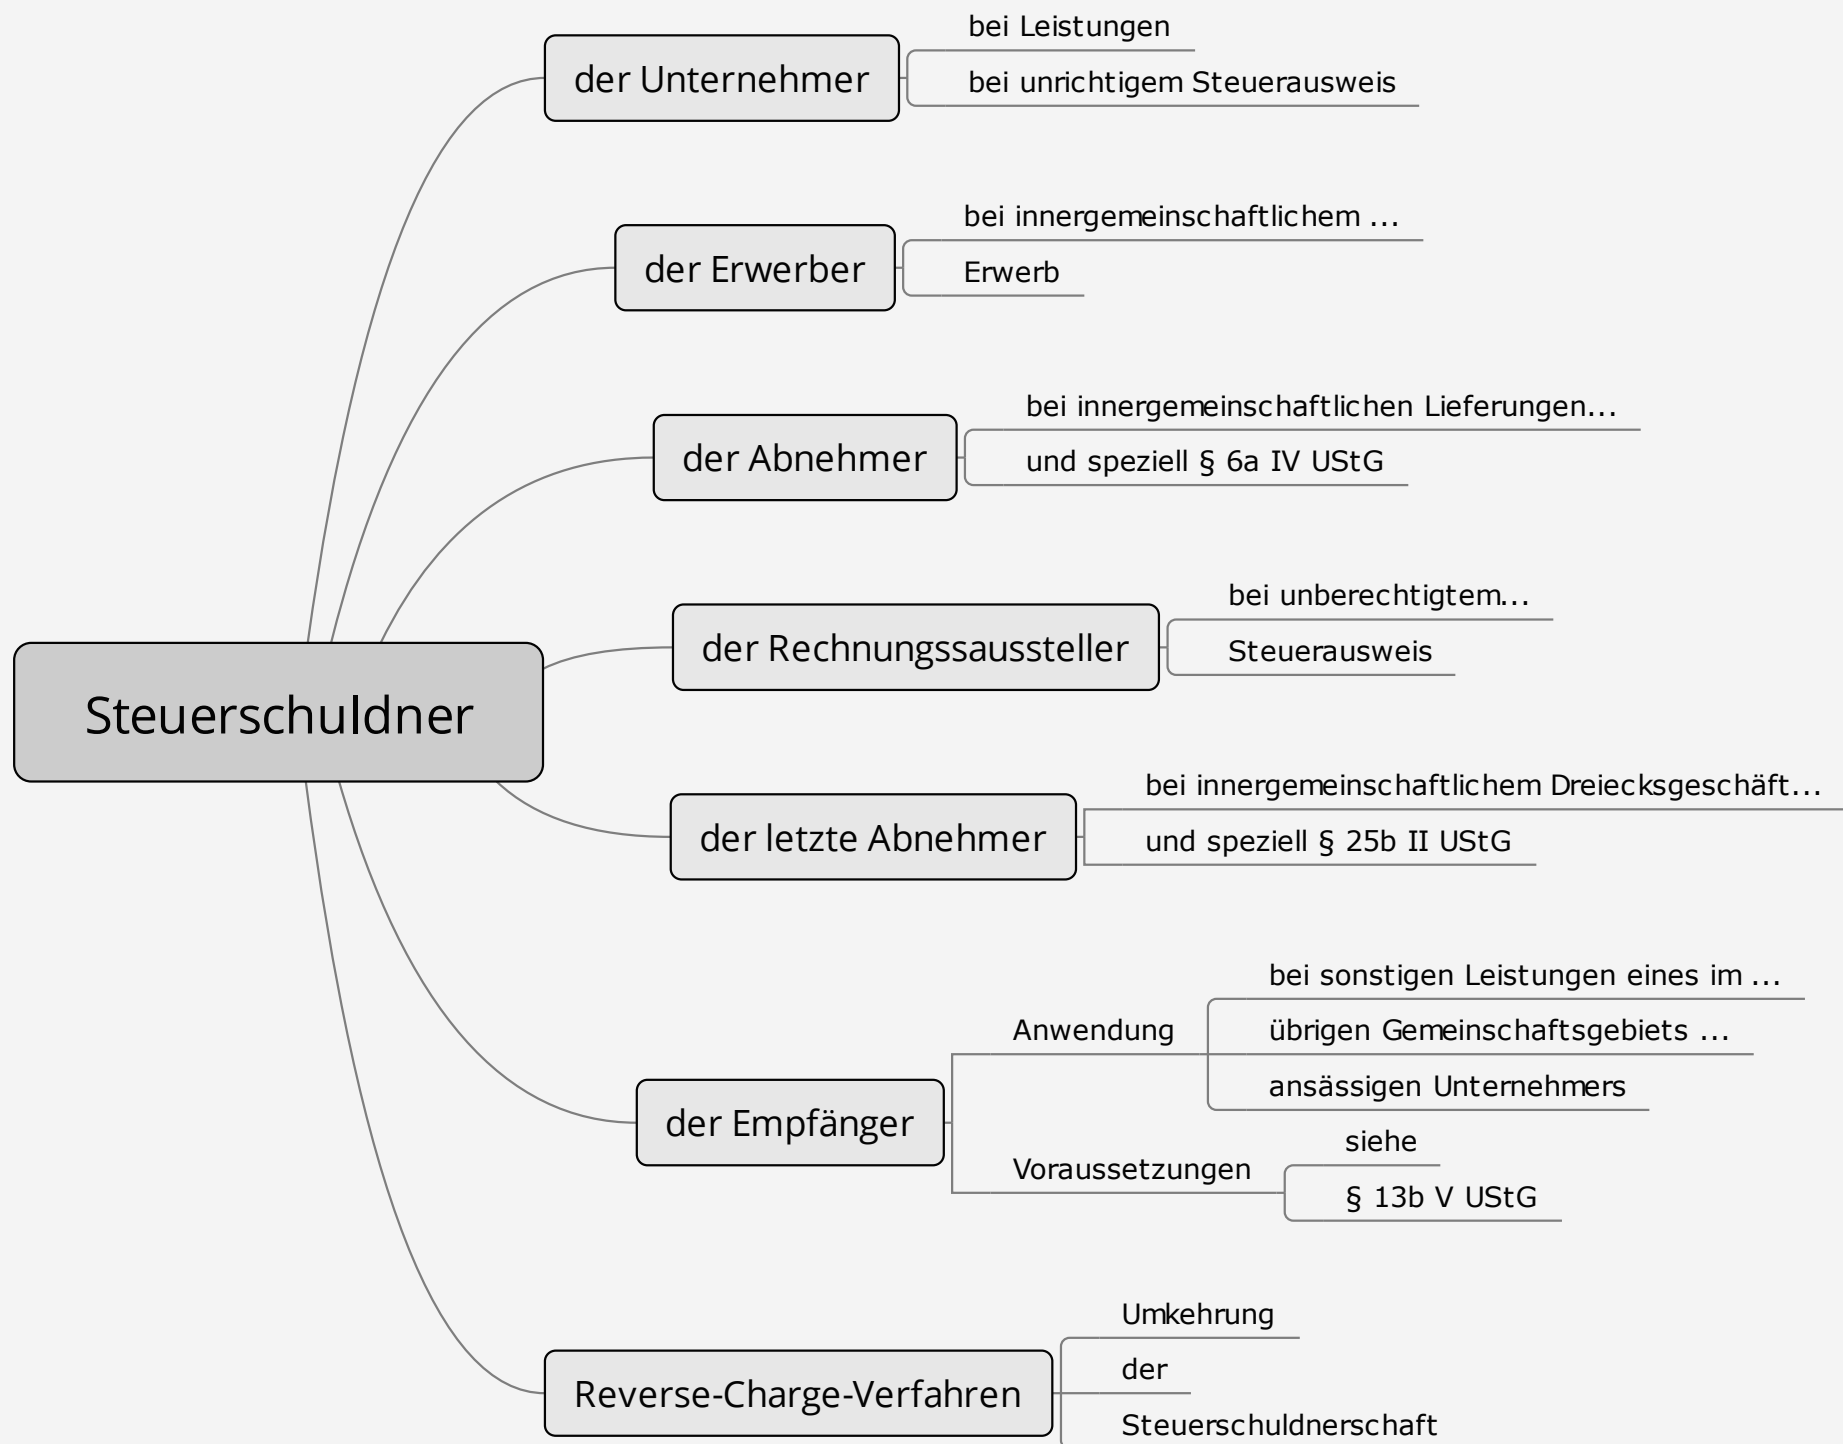 Steuerschuldner
der Unternehmer
bei Leistungen
bei unrichtigem Steuerausweis
der Erwerber
bei innergemeinschaftlichem ...
Erwerb
der Abnehmer
bei innergemeinschaftlichen Lieferungen...
und speziell § 6a IV UStG
der Rechnungssaussteller
bei unberechtigtem...
Steuerausweis
der letzte Abnehmer
bei innergemeinschaftlichem Dreiecksgeschäft...
und speziell § 25b II UStG
der Empfänger
Anwendung
bei sonstigen Leistungen eines im ...
übrigen Gemeinschaftsgebiets ...
ansässigen Unternehmers
Voraussetzungen
siehe
§ 13b V UStG
Reverse-Charge-Verfahren
Umkehrung
der
Steuerschuldnerschaft